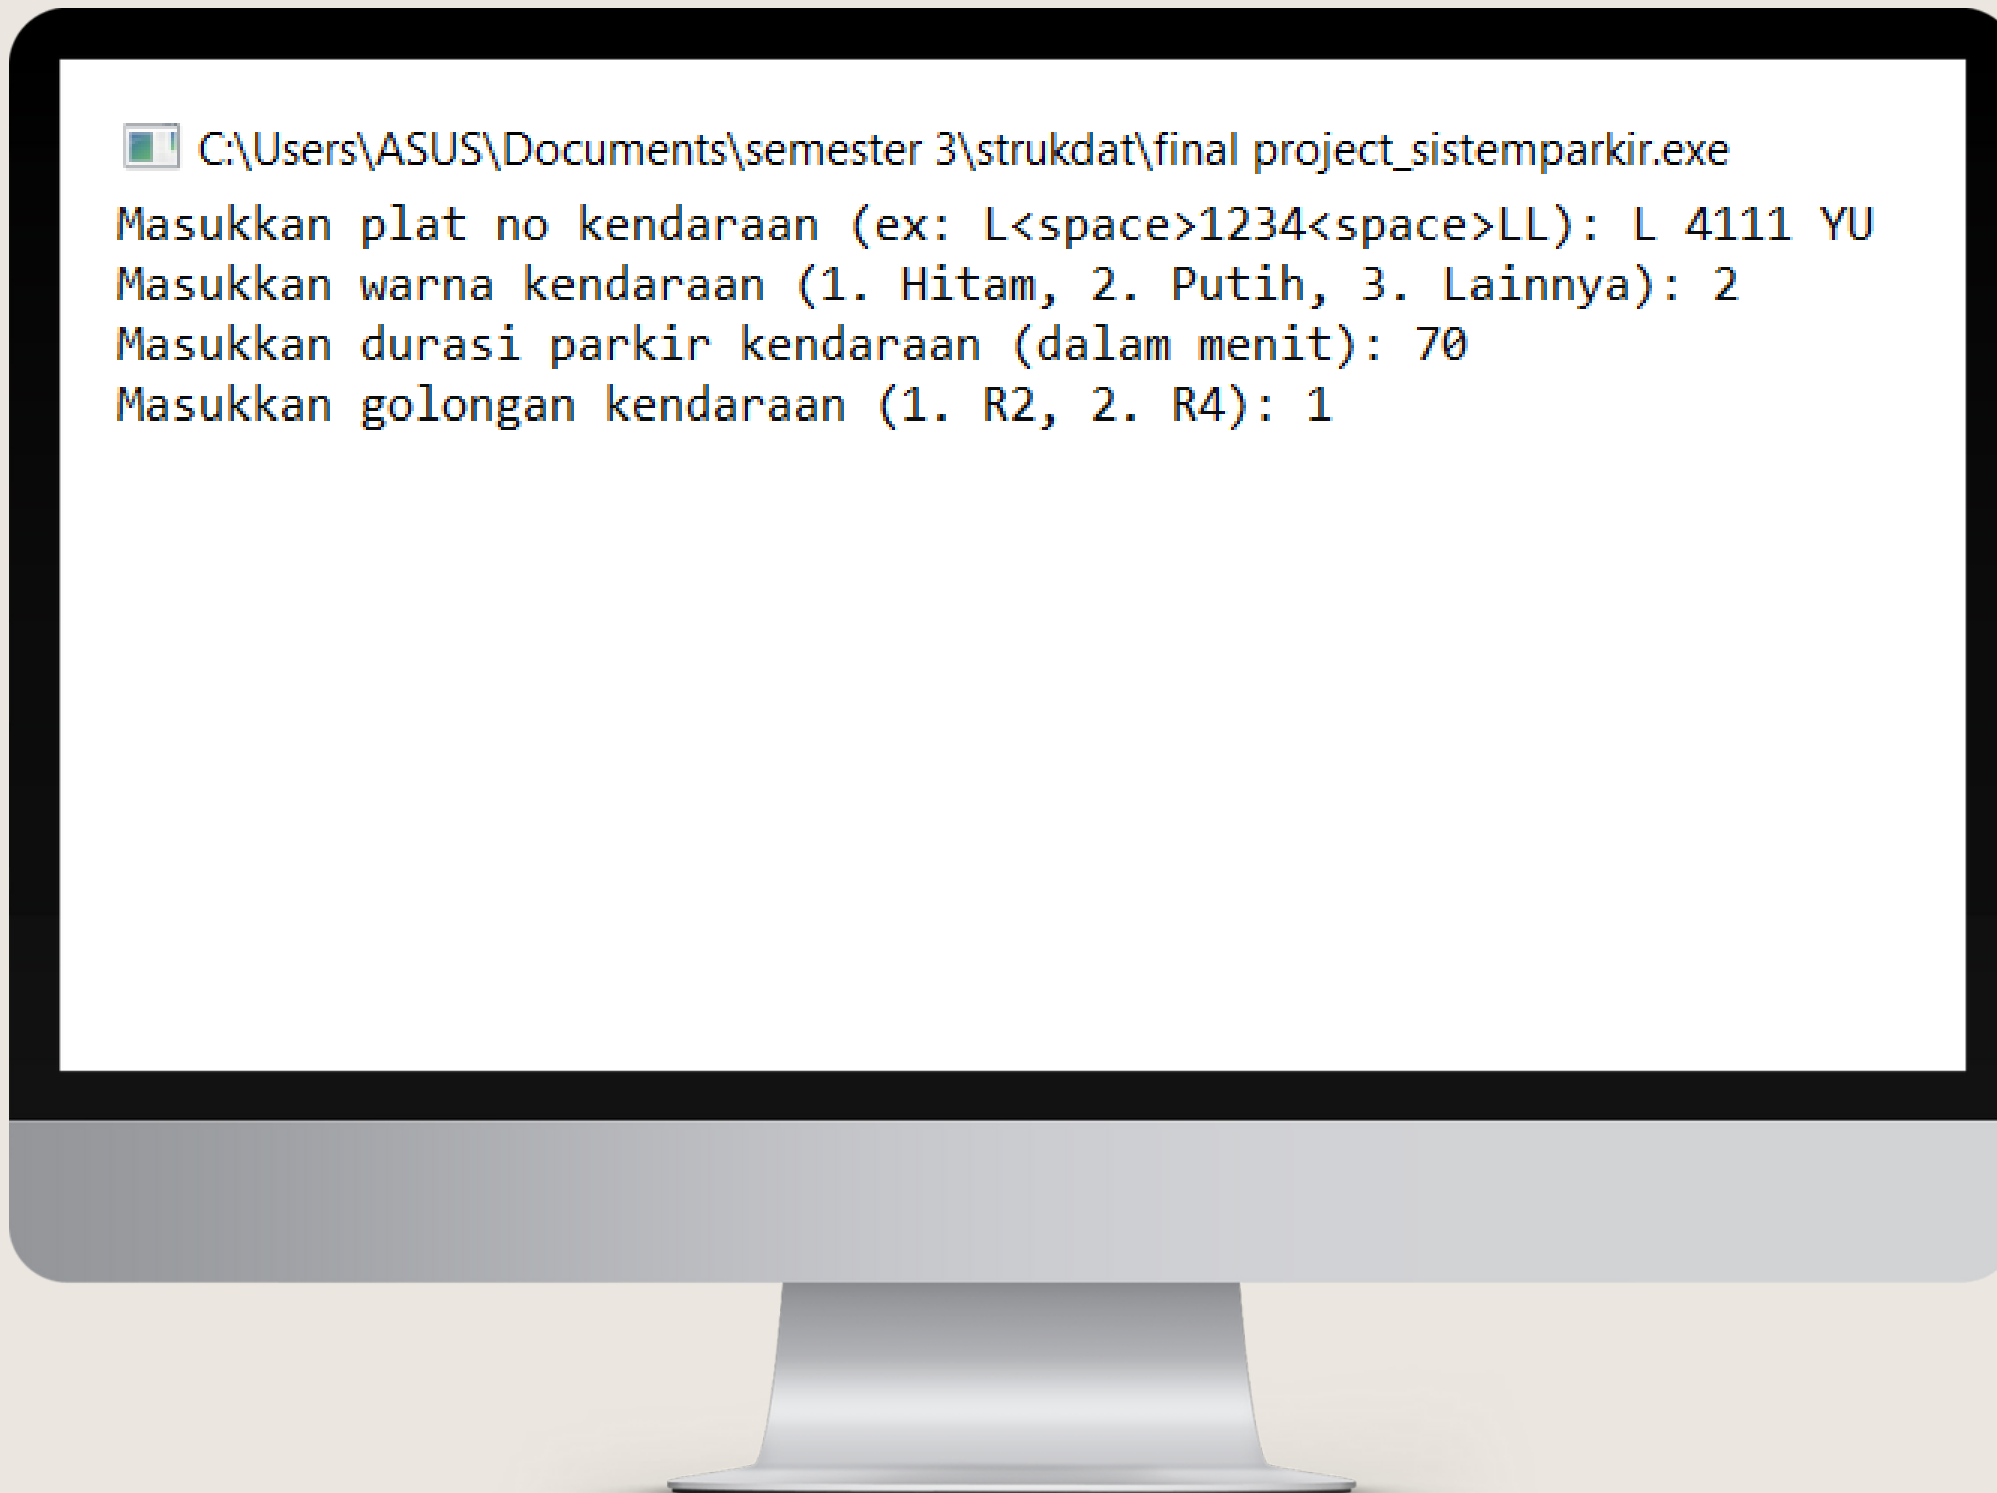 C:\Users\ASUS\Documents\semester 3\strukdat\final project_sistemparkir.exe
Masukkan plat no kendaraan (ex: L<space>1234<space>LL): L 4111 YU
Masukkan warna kendaraan (1. Hitam, 2. Putih, 3. Lainnya): 2
Masukkan durasi parkir kendaraan (dalam menit): 70
Masukkan golongan kendaraan (1. R2, 2. R4): 1